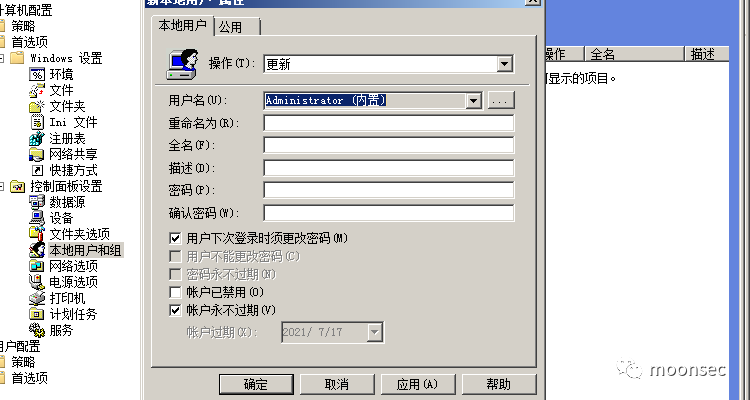 计算机配置
策略
首选项
Windows 设置
环境
文件
文件夹
Ini 文件
注册表
网络共享
快捷方式
控制面板设置
数据源
设备
文件夹选项
本地用户和组
网络选项
电源选项
打印机
计划任务
服务
用户配置
策略
首选项
新本地用户 属性
本地用户
公用
操作(T):
更新
用户名(U):
Administrator (内置)
...
重命名为(R):
全名(F):
描述(D):
密码(P):
确认密码(W):
用户下次登录时须更改密码(M)
用户不能更改密码(C)
密码永不过期(N)
帐户已禁用(O)
帐户永不过期(V)
帐户过期(X):
2021/ 7/17
确定
取消
应用(A)
帮助
操作
全名
描述
显示的项目。
moonsec